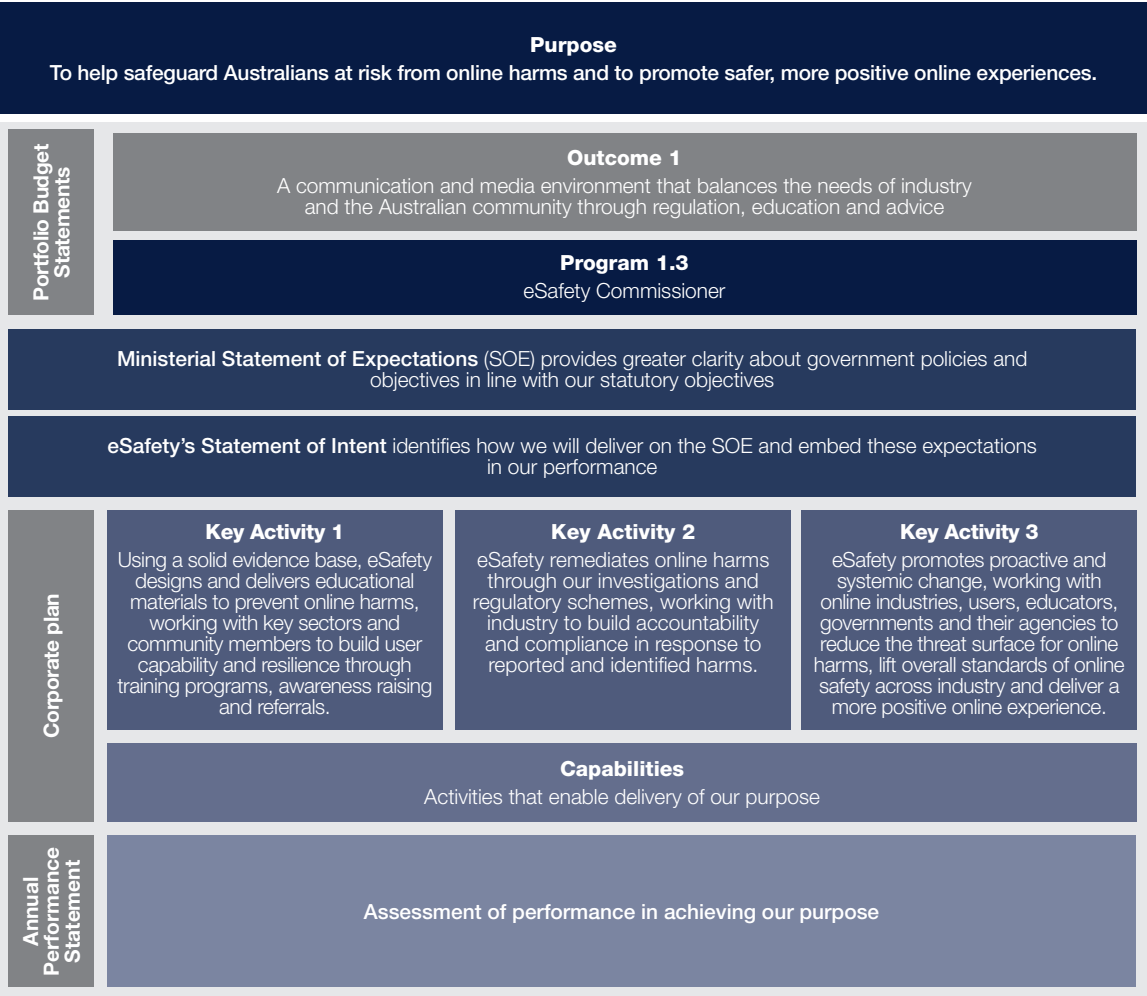 Purpose
To help safeguard Australians at risk from online harms and to promote safer, more positive online experiences.
Portfolio Budget
Statements
Outcome 1
A communication and media environment that balances the needs of industry
and the Australian community through regulation, education and advice
Program 1.3
eSafety Commissioner
Ministerial Statement of Expectations (SOE) provides greater clarity about government policies and
objectives in line with our statutory objectives
eSafety’s Statement of Intent identifies how we will deliver on the SOE and embed these expectations
in our performance
Corporate plan
Key Activity 1
Using a solid evidence base, eSafety
designs and delivers educational
materials to prevent online harms,
working with key sectors and
community members to build user
capability and resilience through
training programs, awareness raising
and referrals.
Key Activity 2
eSafety remediates online harms
through our investigations and
regulatory schemes, working with
industry to build accountability
and compliance in response to
reported and identified harms.
Key Activity 3
eSafety promotes proactive and
systemic change, working with
online industries, users, educators,
governments and their agencies to
reduce the threat surface for online
harms, lift overall standards of online
safety across industry and deliver a
more positive online experience.
Capabilities
Activities that enable delivery of our purpose
Annual
Performance
Statement
Assessment of performance in achieving our purpose